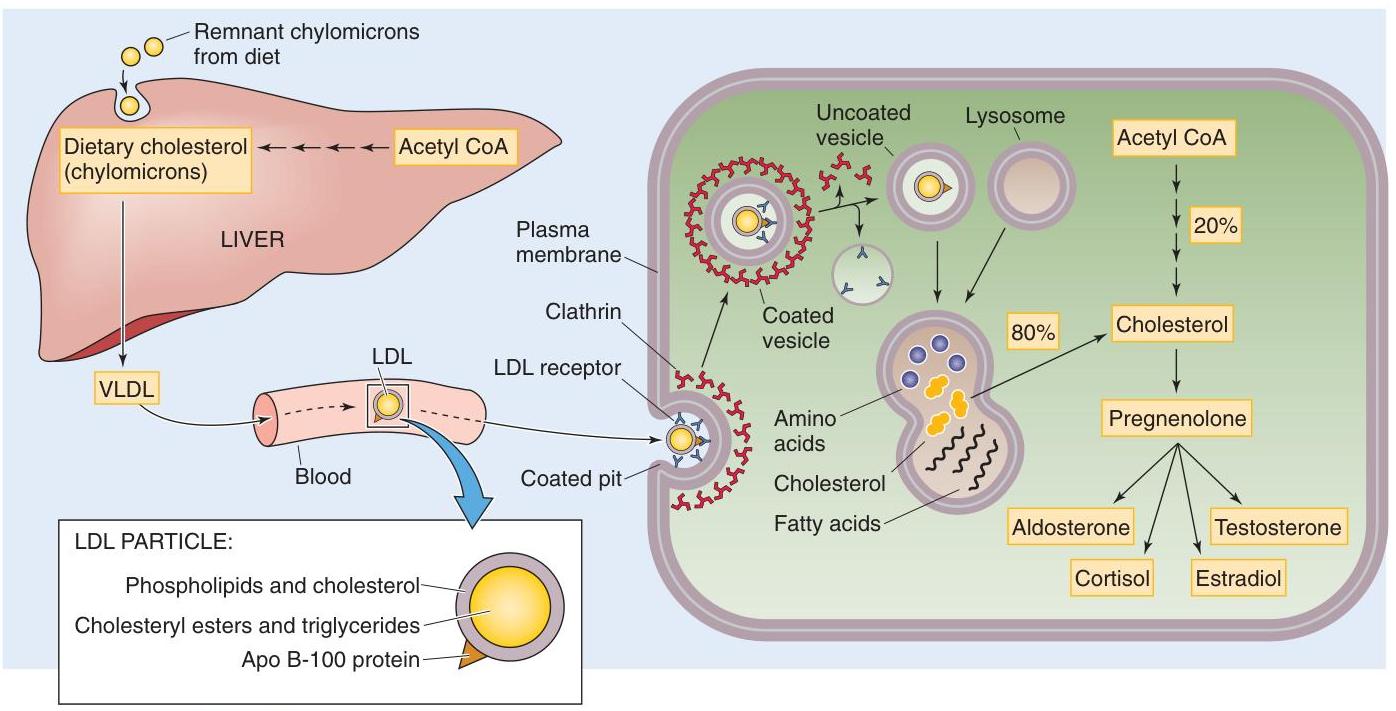 Remnant chylomicrons
from diet
Dietary cholesterol
(chylomicrons)
Acetyl CoA
LIVER
VLDL
LDL
Blood
LDL PARTICLE:
Phospholipids and cholesterol
Cholesteryl esters and triglycerides
Apo B-100 protein
Plasma
membrane
Clathrin
LDL receptor
Coated pit
Uncoated
vesicle
Lysosome
Coated
vesicle
Amino
acids
Cholesterol
Fatty acids
80%
Acetyl CoA
20%
Cholesterol
Pregnenolone
Aldosterone
Testosterone
Cortisol
Estradiol